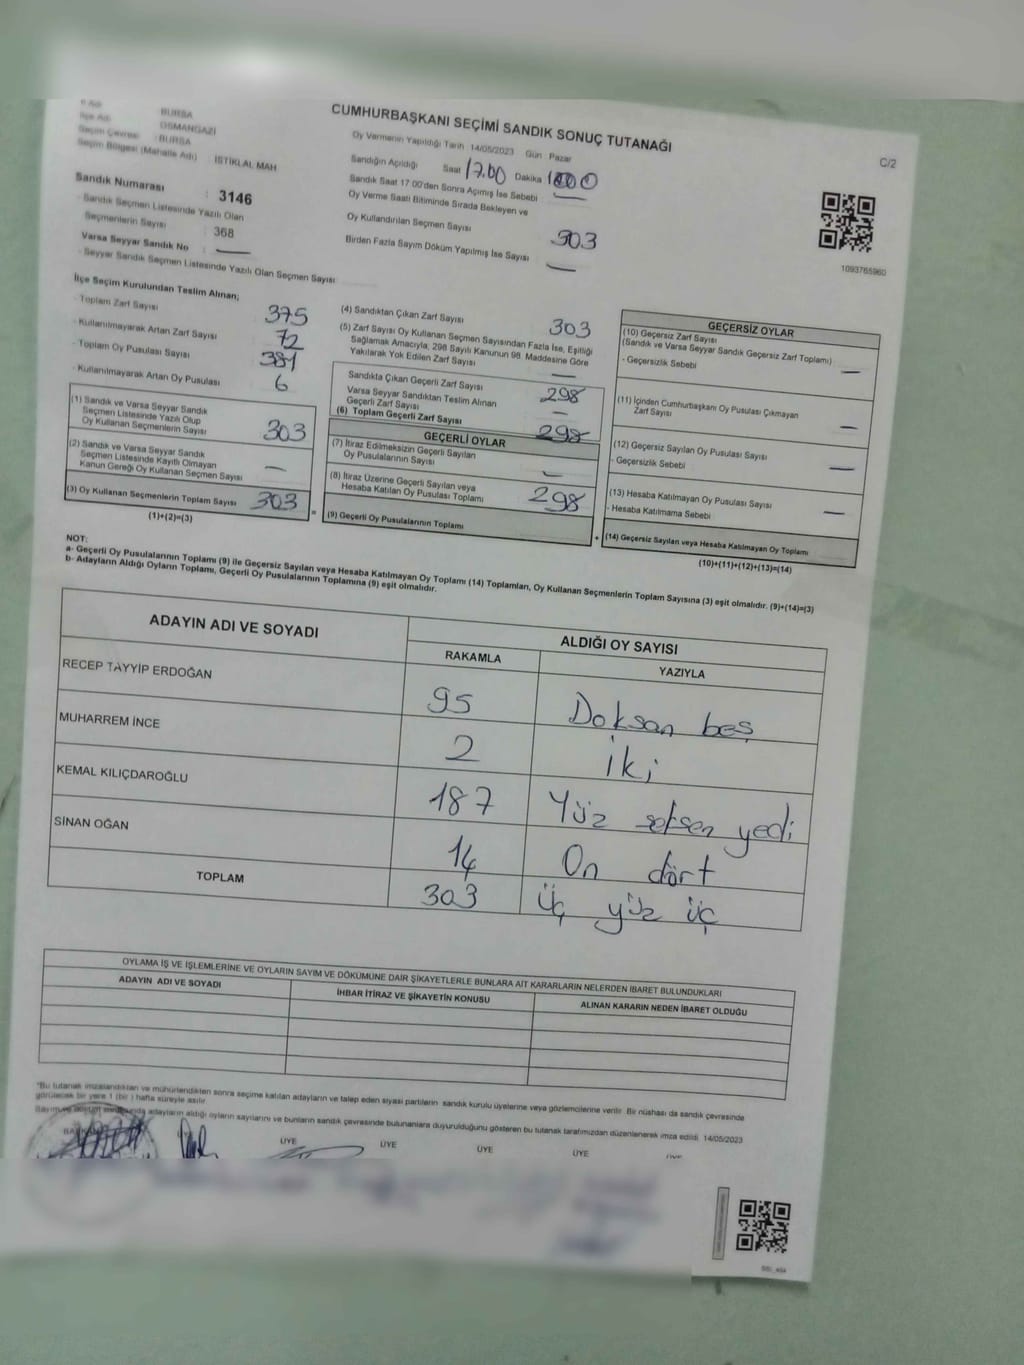 CUMHURBAŞKANI SEÇİMİ SANDIK SONUÇ TUTANAĞI
C/2
İl Adı : BURSA
İlçe Adı : OSMANGAZİ
Seçim Çevresi : BURSA
Seçim Bölgesi (Mahalle Adı) : İSTİKLAL MAH
Sandık Numarası : 3146
- Sandık Seçmen Listesinde Yazılı Olan
Seçmenlerin Sayısı : 368
Varsa Seyyar Sandık No : —
- Seyyar Sandık Seçmen Listesinde Yazılı Olan Seçmen Sayısı
Oy Vermenin Yapıldığı Tarih : 14/05/2023 Gün : Pazar
Sandığın Açıldığı Saat 17.00 Dakika
Sandık Saat 17.00'den Sonra Açımış İse Sebebi —
Oy Verme Saati Bitiminde Sırada Bekleyen ve
Oy Kullandırılan Seçmen Sayısı 303
Birden Fazla Sayım Döküm Yapılmış İse Sayısı —
1093765960
İlçe Seçim Kurulundan Teslim Alınan;
- Toplam Zarf Sayısı 375
- Kullanılmayarak Artan Zarf Sayısı 72
- Toplam Oy Pusulası Sayısı
- Kullanılmayarak Artan Oy Pusulası 6
(1) Sandık ve Varsa Seyyar Sandık
Seçmen Listesinde Yazılı Olup
Oy Kullanan Seçmenlerin Sayısı 303
(2) Sandık ve Varsa Seyyar Sandık
Seçmen Listesinde Kayıtlı Olmayan
Kanun Gereği Oy Kullanan Seçmen Sayısı —
(3) Oy Kullanan Seçmenlerin Toplam Sayısı 303
(1)+(2)=(3)
=
(4) Sandıktan Çıkan Zarf Sayısı 303
(5) Zarf Sayısı Oy Kullanan Seçmen Sayısından Fazla İse, Eşitliği
Sağlamak Amacıyla; 298 Sayılı Kanunun 98. Maddesine Göre
Yakılarak Yok Edilen Zarf Sayısı —
Sandıkta Çıkan Geçerli Zarf Sayısı 298
Varsa Seyyar Sandıktan Teslim Alınan
Geçerli Zarf Sayısı —
(6) Toplam Geçerli Zarf Sayısı 298
GEÇERLİ OYLAR
(7) İtiraz Edilmeksizin Geçerli Sayılan
Oy Pusulalarının Sayısı —
(8) İtiraz Üzerine Geçerli Sayılan veya
Hesaba Katılan Oy Pusulası Toplamı 298
(9) Geçerli Oy Pusulalarının Toplamı
+
GEÇERSİZ OYLAR
(10) Geçersiz Zarf Sayısı
(Sandık ve Varsa Seyyar Sandık Geçersiz Zarf Toplamı)
- Geçersizlik Sebebi —
(11) İçinden Cumhurbaşkanı Oy Pusulası Çıkmayan
Zarf Sayısı —
(12) Geçersiz Sayılan Oy Pusulası Sayısı
- Geçersizlik Sebebi —
(13) Hesaba Katılmayan Oy Pusulası Sayısı
- Hesaba Katılmama Sebebi —
(14) Geçersiz Sayılan veya Hesaba Katılmayan Oy Toplamı
(10)+(11)+(12)+(13)=(14)
NOT:
a- Geçerli Oy Pusulalarının Toplamı (9) ile Geçersiz Sayılan veya Hesaba Katılmayan Oy Toplamı (14) Toplamları, Oy Kullanan Seçmenlerin Toplam Sayısına (3) eşit olmalıdır. (9)+(14)=(3)
b- Adayların Aldığı Oyların Toplamı, Geçerli Oy Pusulalarının Toplamına (9) eşit olmalıdır.
ADAYIN ADI VE SOYADI
ALDIĞI OY SAYISI
RAKAMLA YAZIYLA
RECEP TAYYİP ERDOĞAN 95 Doksan beş
MUHARREM İNCE 2 iki
KEMAL KILIÇDAROĞLU 187 Yüz seksen yedi
SİNAN OĞAN 14 On dört
TOPLAM 303 Üç yüz üç
OYLAMA İŞ VE İŞLEMLERİNE VE OYLARIN SAYIM VE DÖKÜMÜNE DAİR ŞİKAYETLERLE BUNLARA AİT KARARLARIN NELERDEN İBARET BULUNDUKLARI
ADAYIN ADI VE SOYADI İHBAR İTİRAZ VE ŞİKAYETİN KONUSU ALINAN KARARIN NEDEN İBARET OLDUĞU
*Bu tutanak imzalandıktan ve mühürlendikten sonra seçime katılan adayların ve talep eden siyasi partilerin sandık kurulu üyelerine veya gözlemcilerine verilir. Bir nüshası da sandık çevresinde
görülecek bir yere 1 (bir) hafta süreyle asılır.
Sayım ve döküm sonucunda adayların aldığı oyların sayılarını ve bunların sandık çevresinde bulunanlara duyurulduğunu gösteren bu tutanak tarafımızdan düzenlenerek imza edildi. 14/05/2023
ÜYE ÜYE ÜYE ÜYE ÜYE